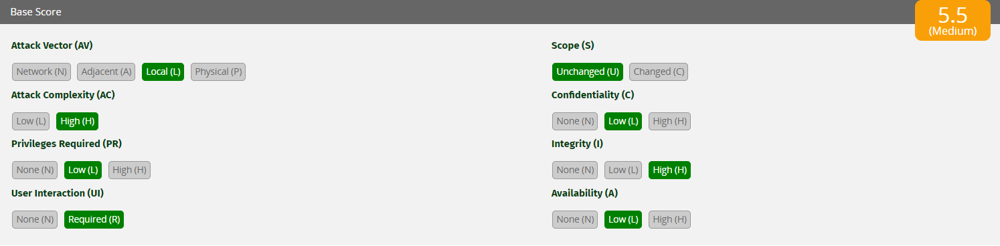 Base Score
5.5
(Medium)
Attack Vector (AV)
Network (N) Adjacent (A) Local (L) Physical (P)
Attack Complexity (AC)
Low (L) High (H)
Privileges Required (PR)
None (N) Low (L) High (H)
User Interaction (UI)
None (N) Required (R)
Scope (S)
Unchanged (U) Changed (C)
Confidentiality (C)
None (N) Low (L) High (H)
Integrity (I)
None (N) Low (L) High (H)
Availability (A)
None (N) Low (L) High (H)